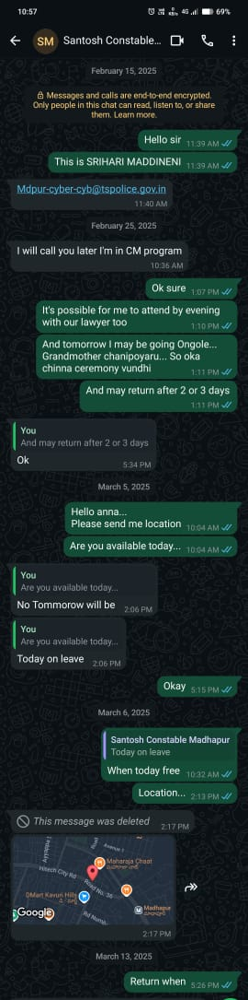 10:57
4G
69%
SM
Santosh Constable...
February 15, 2025
Messages and calls are end-to-end encrypted.
Only people in this chat can read, listen to, or share
them. Learn more.
Hello sir 11:39 AM
This is SRIHARI MADDINENI 11:39 AM
Mdpur-cyber-cyb@tspolice.gov.in
11:40 AM
February 25, 2025
I will call you later I'm in CM program
10:36 AM
Ok sure 1:07 PM
It's possible for me to attend by evening
with our lawyer too 1:10 PM
And tomorrow I may be going Ongole...
Grandmother chanipoyaru... So oka
chinna ceremony vundhi 1:11 PM
And may return after 2 or 3 days
1:11 PM
You
And may return after 2 or 3 days
Ok 5:34 PM
March 5, 2025
Hello anna...
Please send me location 10:04 AM
Are you available today... 10:04 AM
You
Are you available today...
No Tommorow will be 2:06 PM
You
Are you available today...
Today on leave 2:06 PM
Okay 5:15 PM
March 6, 2025
Santosh Constable Madhapur
Today on leave
When today free 10:32 AM
Location... 2:13 PM
This message was deleted 2:17 PM
Avenue 1
Maharaja Chaat
Hitech City Rd
Road No. 36
DMart Kavuri Hills
Madhapur
Rd Numb
Google
2:17 PM
March 13, 2025
Return when 5:26 PM